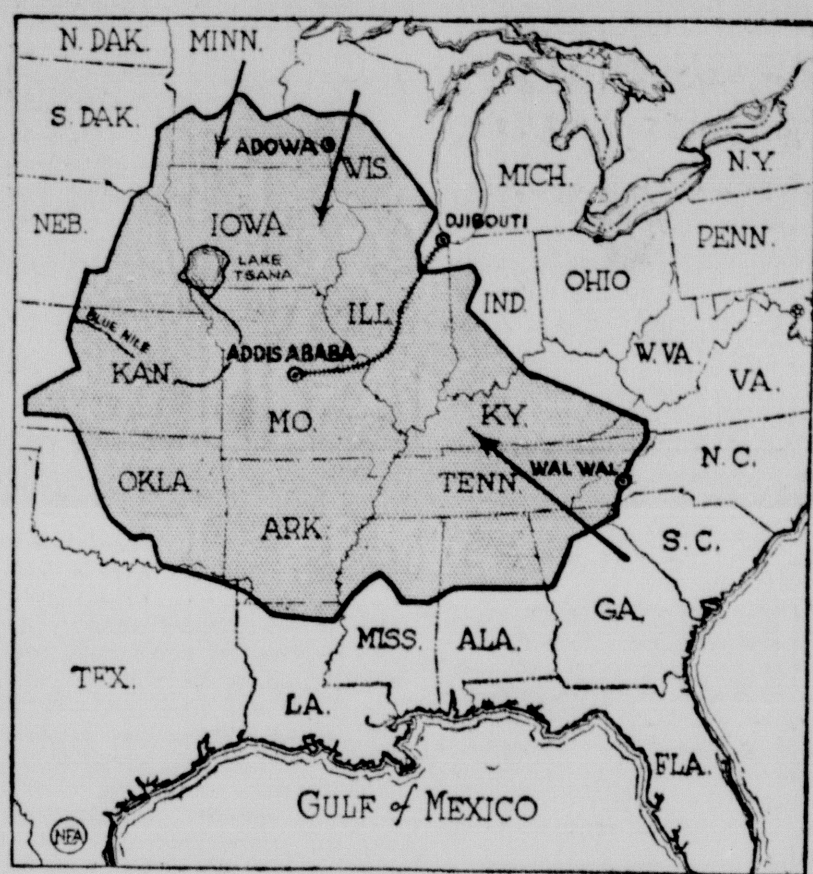 N. DAK. MINN.
S. DAK.
ADOWA
WIS.
MICH.
N.Y.
NEB.
IOWA
DJIBOUTI
PENN.
LAKE
TSANA
OHIO
ILL.
IND.
BLUE NILE
W. VA.
ADDIS ABABA
KAN.
VA.
MO.
KY.
N. C.
WAL WAL
OKLA.
TENN.
ARK.
S. C.
GA.
MISS.
ALA.
TEX.
LA.
FLA.
GULF of MEXICO
NEA